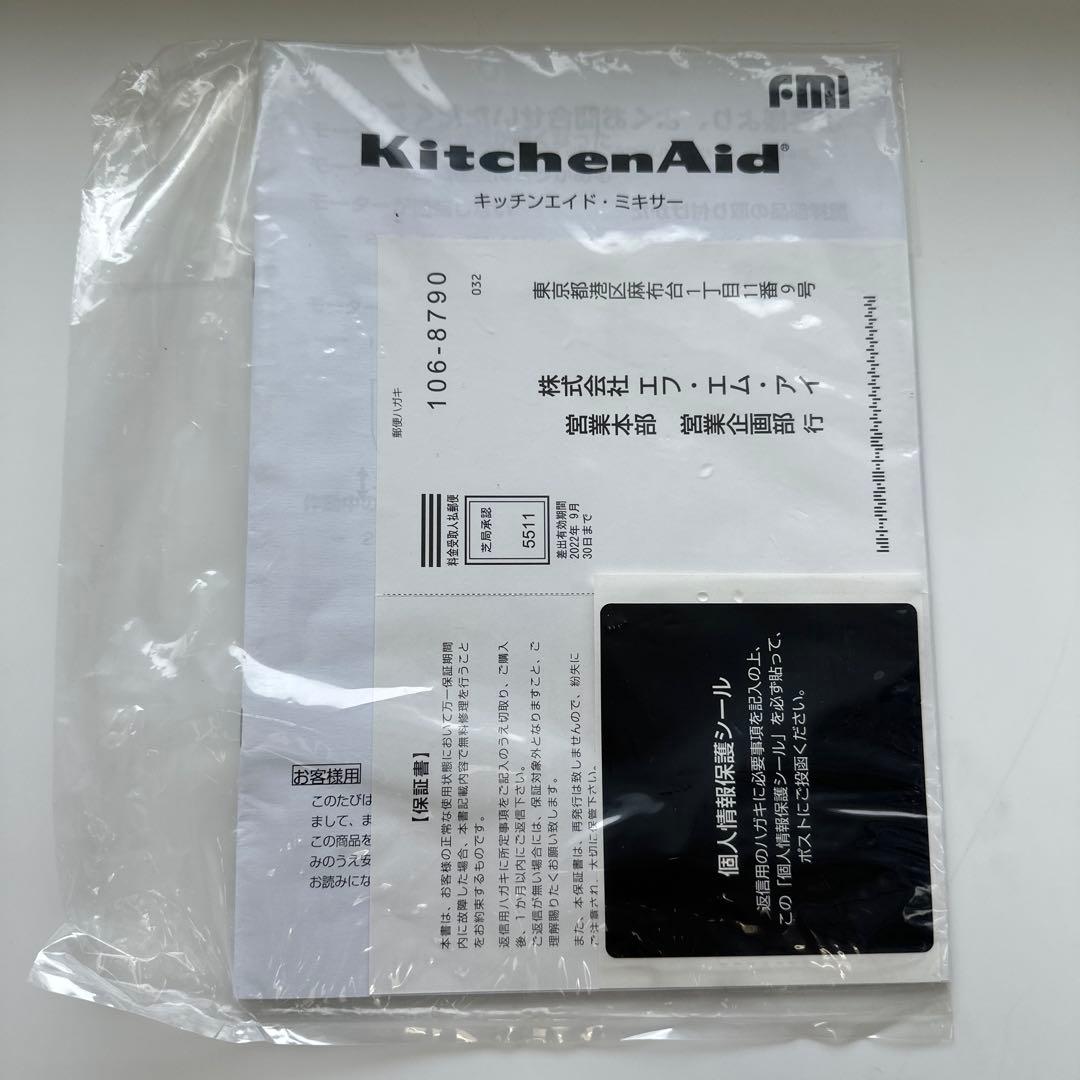 FMI
KitchenAid®
キッチンエイド・ミキサー
郵便ハガキ
106-8790
032
東京都港区麻布台1丁目11番9号
株式会社 エフ・エム・アイ
営業本部 営業企画部 行
料金受取人払郵便
芝局承認
5511
差出有効期間
2022年 9月
30日まで
【保証書】
本書は、お客様の正常な使用状態において万一保証期間
内に故障した場合、本書記載内容で無料修理を行うこと
をお約束するものです。
返信用ハガキに所定事項をご記入のうえ切取り、ご購入
後、1か月以内にご返信下さい。
ご返信が無い場合には、保証対象外となりますこと、ご
理解賜りたくお願い致します。
また、本保証書は、再発行は致しませんので、紛失に
ご注意され、大切に保管下さい。
個人情報保護シール
返信用のハガキに必要事項を記入の上、
この「個人情報保護シール」を必ず貼って、
ポストにご投函ください。
お客様用
このたびは
まして、ま
この商品を
みのうえ安
お読みにな